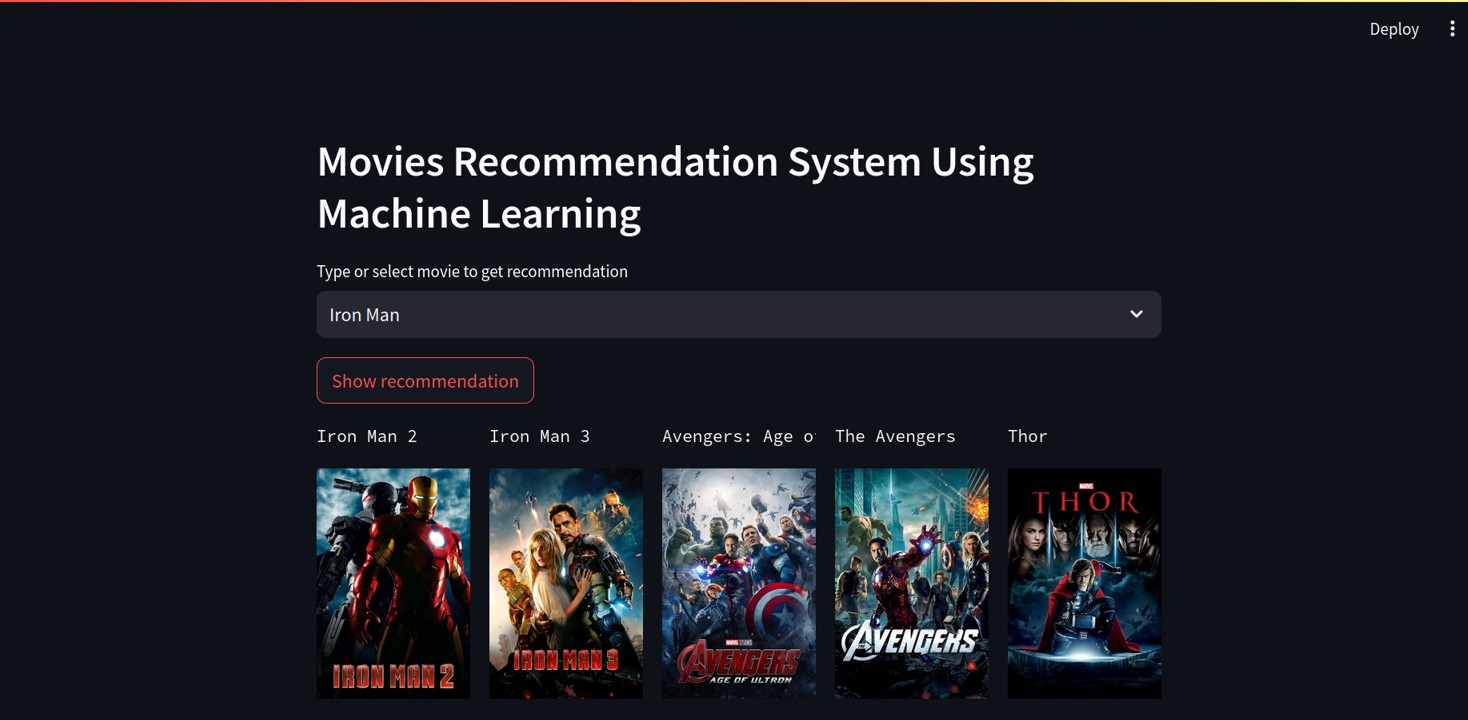 Deploy
Movies Recommendation System Using
Machine Learning
Type or select movie to get recommendation
Iron Man
Show recommendation
Iron Man 2
Iron Man 3
Avengers: Age o
The Avengers
Thor
IRON MAN 2
IRON MAN 3
MARVEL STUDIOS
AVENGERS
AGE OF ULTRON
AVENGERS
MARVEL
THOR